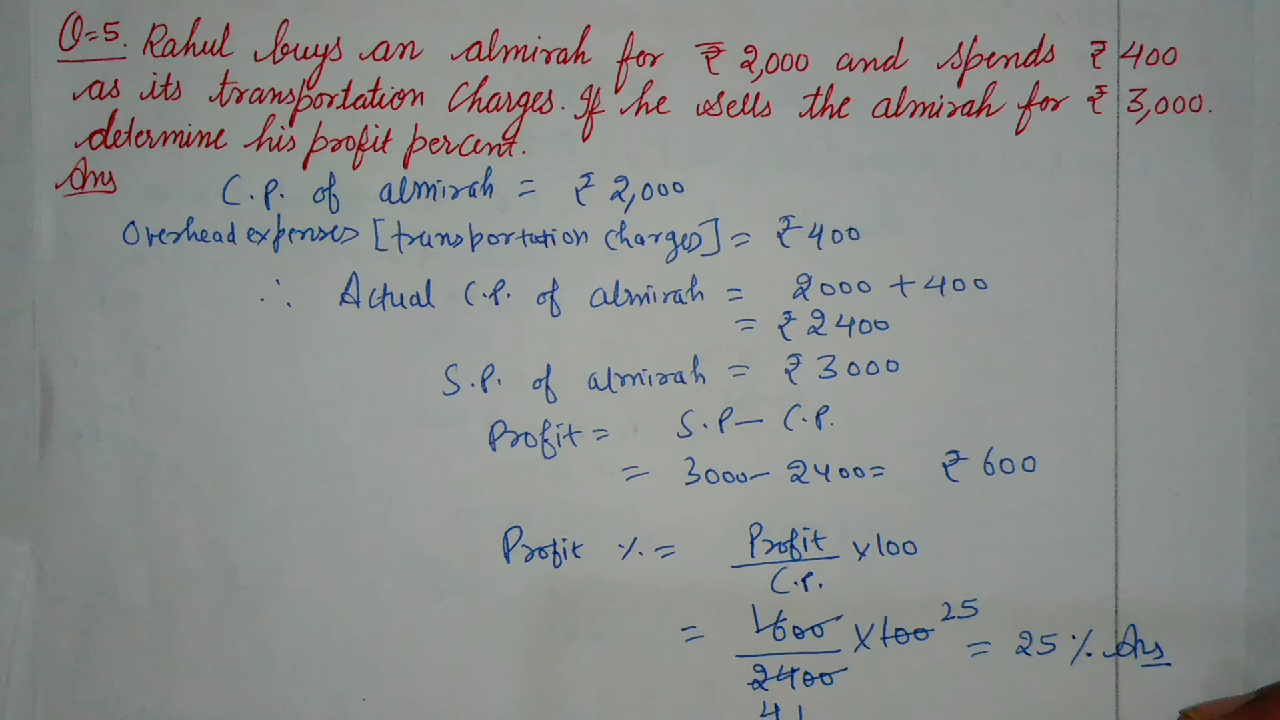 Q=5. Rahul buys an almirah for ₹ 2,000 and spends ₹ 400
as its transportation Charges. If he sells the almirah for ₹ 3,000.
determine his profit percent.
Ans
C.P. of almirah = ₹ 2,000
Overhead expenses [transportation charges] = ₹400
∴ Actual C.P. of almirah = 2000 + 400
= ₹ 2400
S.P. of almirah = ₹ 3000
Profit = S.P - C.P.
= 3000 - 2400 = ₹ 600
Profit % = Profit/C.P. x 100
= 600/2400 x 100 25 = 25 % Ans
4 1